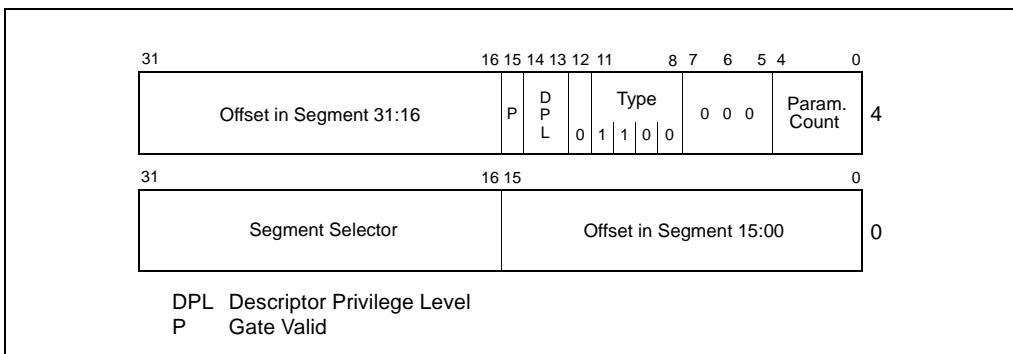 31 16 15 14 13 12 11 8 7 6 5 4 0
Offset in Segment 31:16 P D P L 0 Type 1 1 0 0 0 0 0 Param. Count 4
31 16 15 0
Segment Selector Offset in Segment 15:00 0
DPL Descriptor Privilege Level
P Gate Valid